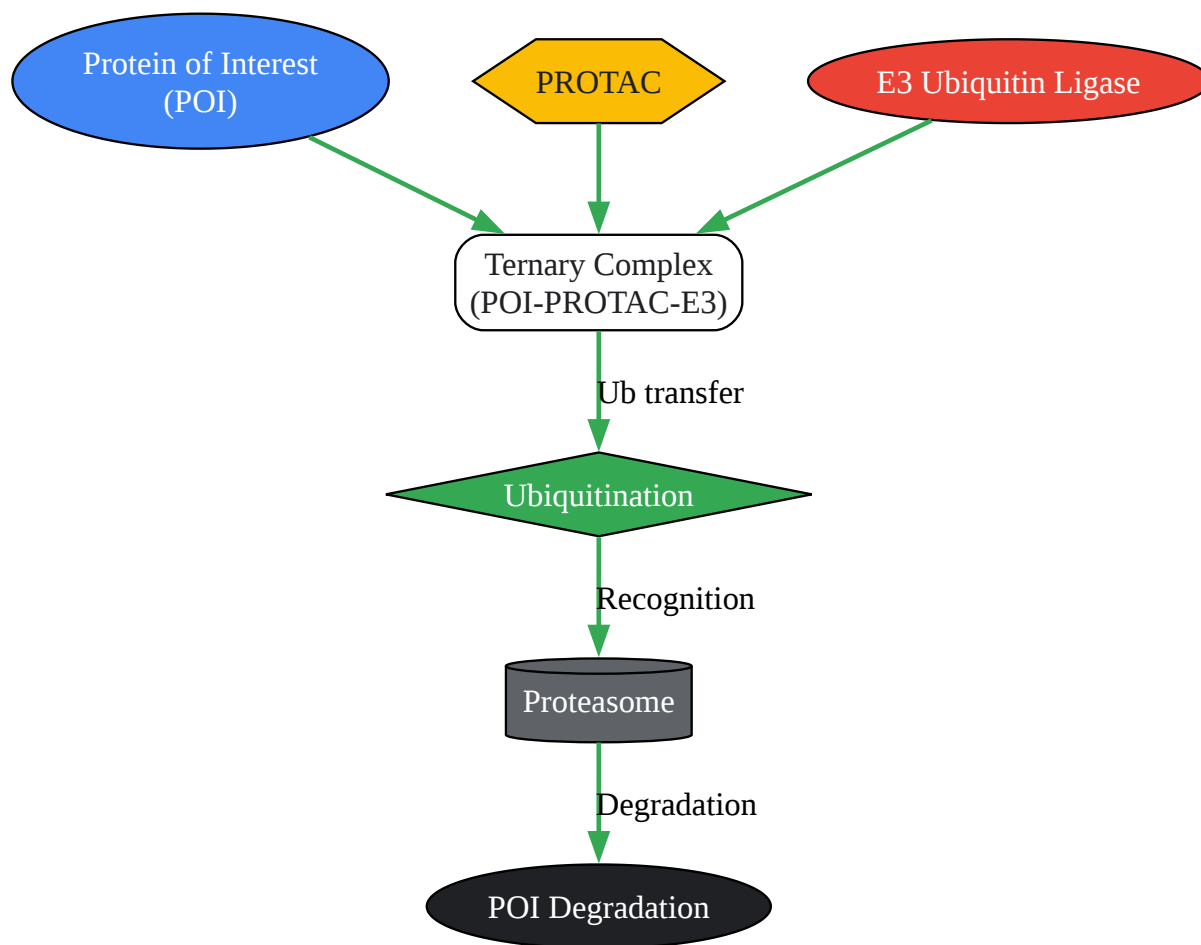 Protein of Interest
(POI)
PROTAC
E3 Ubiquitin Ligase
Ternary Complex
(POI-PROTAC-E3)
Ub transfer
Ubiquitination
Recognition
Proteasome
Degradation
POI Degradation